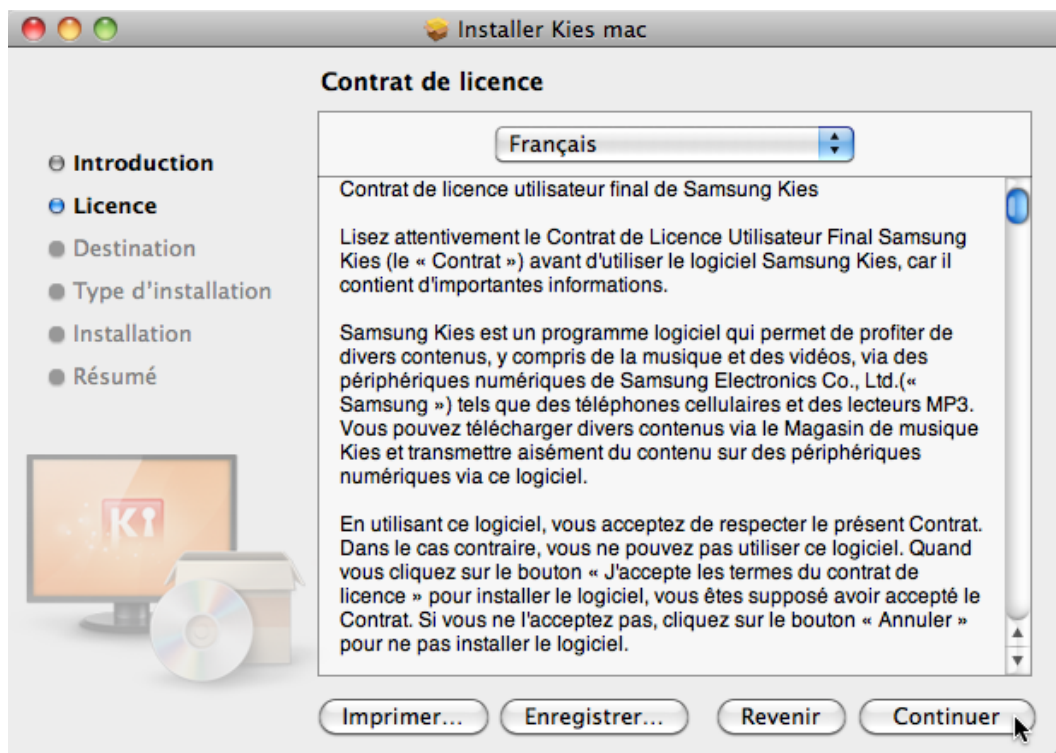 Installer Kies mac
Contrat de licence
Introduction
Licence
Destination
Type d'installation
Installation
Résumé
Français
Contrat de licence utilisateur final de Samsung Kies
Lisez attentivement le Contrat de Licence Utilisateur Final Samsung
Kies (le « Contrat ») avant d'utiliser le logiciel Samsung Kies, car il
contient d'importantes informations.
Samsung Kies est un programme logiciel qui permet de profiter de
divers contenus, y compris de la musique et des vidéos, via des
périphériques numériques de Samsung Electronics Co., Ltd.(«
Samsung ») tels que des téléphones cellulaires et des lecteurs MP3.
Vous pouvez télécharger divers contenus via le Magasin de musique
Kies et transmettre aisément du contenu sur des périphériques
numériques via ce logiciel.
En utilisant ce logiciel, vous acceptez de respecter le présent Contrat.
Dans le cas contraire, vous ne pouvez pas utiliser ce logiciel. Quand
vous cliquez sur le bouton « J'accepte les termes du contrat de
licence » pour installer le logiciel, vous êtes supposé avoir accepté le
Contrat. Si vous ne l'acceptez pas, cliquez sur le bouton « Annuler »
pour ne pas installer le logiciel.
Ki
Imprimer... Enregistrer... Revenir Continuer